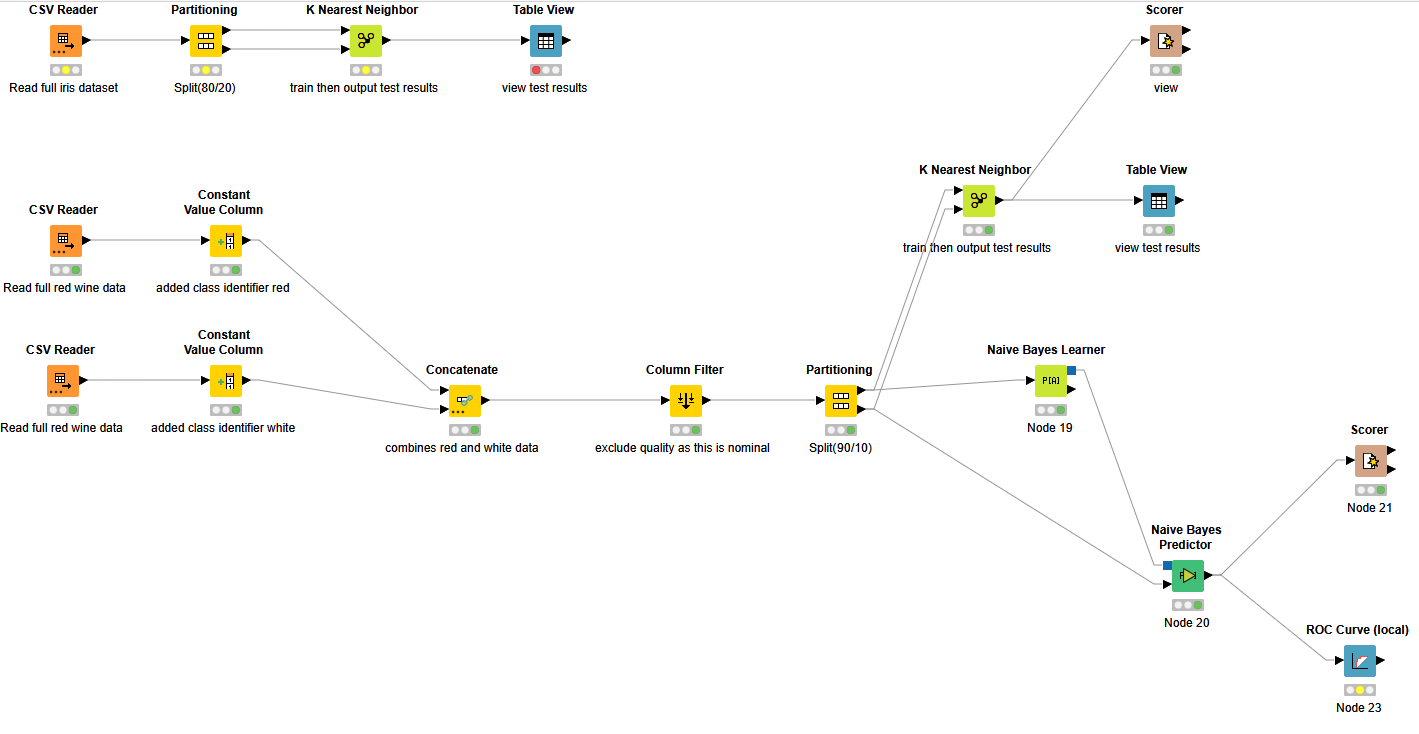 CSV Reader
Partitioning
K Nearest Neighbor
Table View
Scorer
Read full iris dataset
Split(80/20)
train then output test results
view test results
view
K Nearest Neighbor
Table View
train then output test results
view test results
CSV Reader
Constant
Value Column
Read full red wine data
added class identifier red
CSV Reader
Constant
Value Column
Read full red wine data
added class identifier white
Concatenate
combines red and white data
Column Filter
exclude quality as this is nominal
Partitioning
Split(90/10)
Naive Bayes Learner
P(A)
Node 19
Scorer
Node 21
Naive Bayes
Predictor
Node 20
ROC Curve (local)
Node 23